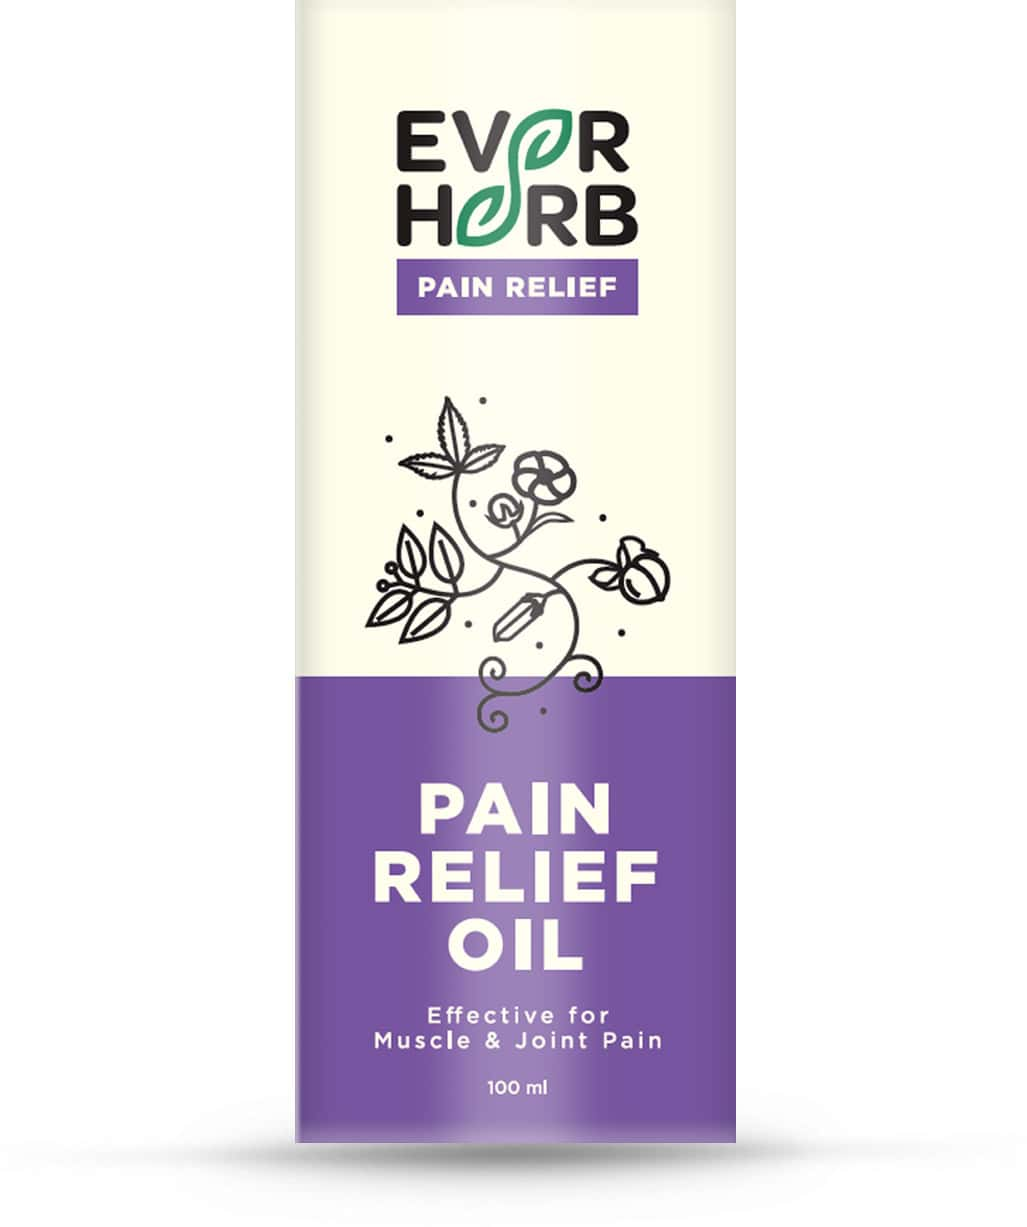 EVER
HERB
PAIN RELIEF
PAIN
RELIEF
OIL
Effective for
Muscle & Joint Pain
100 ml